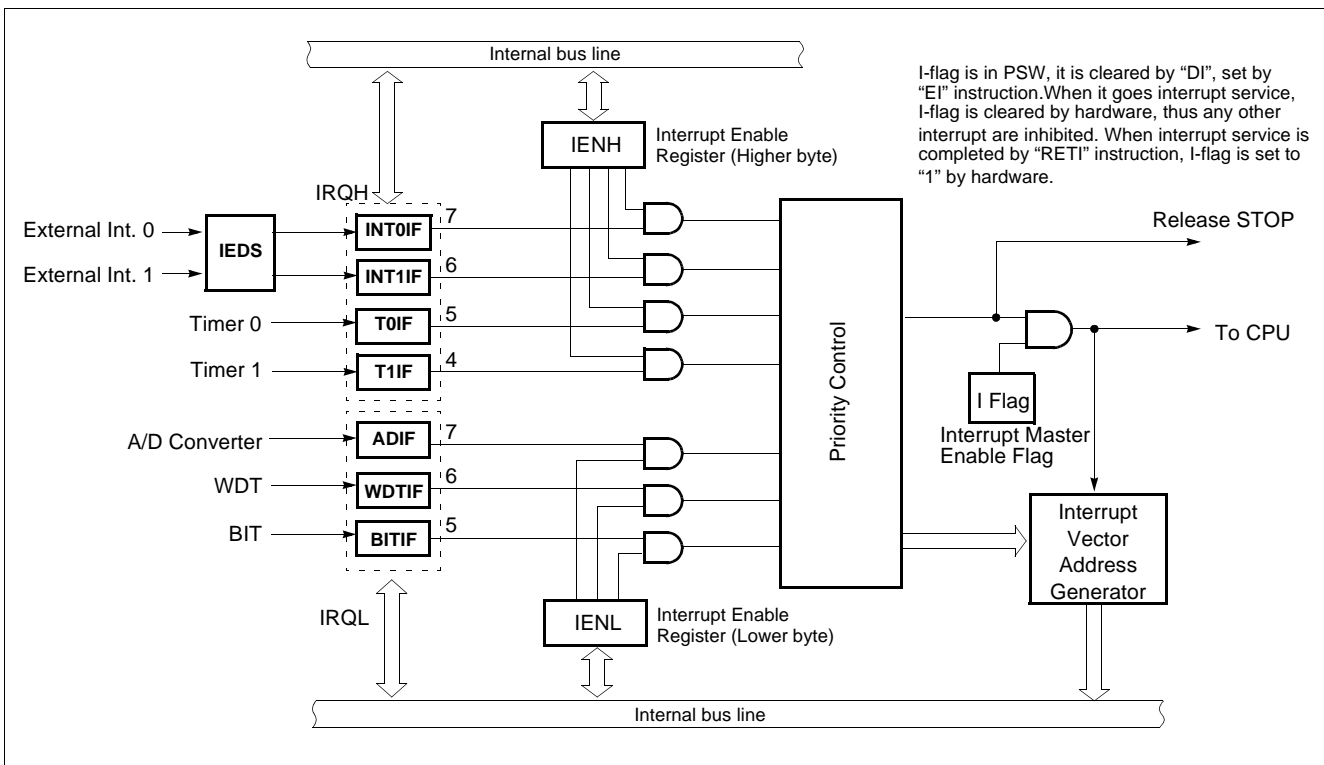 Internal bus line
I-flag is in PSW, it is cleared by “DI”, set by
“EI” instruction.When it goes interrupt service,
I-flag is cleared by hardware, thus any other
interrupt are inhibited. When interrupt service is
completed by “RETI” instruction, I-flag is set to
“1” by hardware.
IENH
Interrupt Enable
Register (Higher byte)
IRQH
External Int. 0
External Int. 1
IEDS
INT0IF
7
INT1IF
6
Timer 0
T0IF
5
Timer 1
T1IF
4
A/D Converter
ADIF
7
WDT
WDTIF
6
BIT
BITIF
5
IRQL
IENL
Interrupt Enable
Register (Lower byte)
Priority Control
Release STOP
To CPU
I Flag
Interrupt Master
Enable Flag
Interrupt
Vector
Address
Generator
Internal bus line